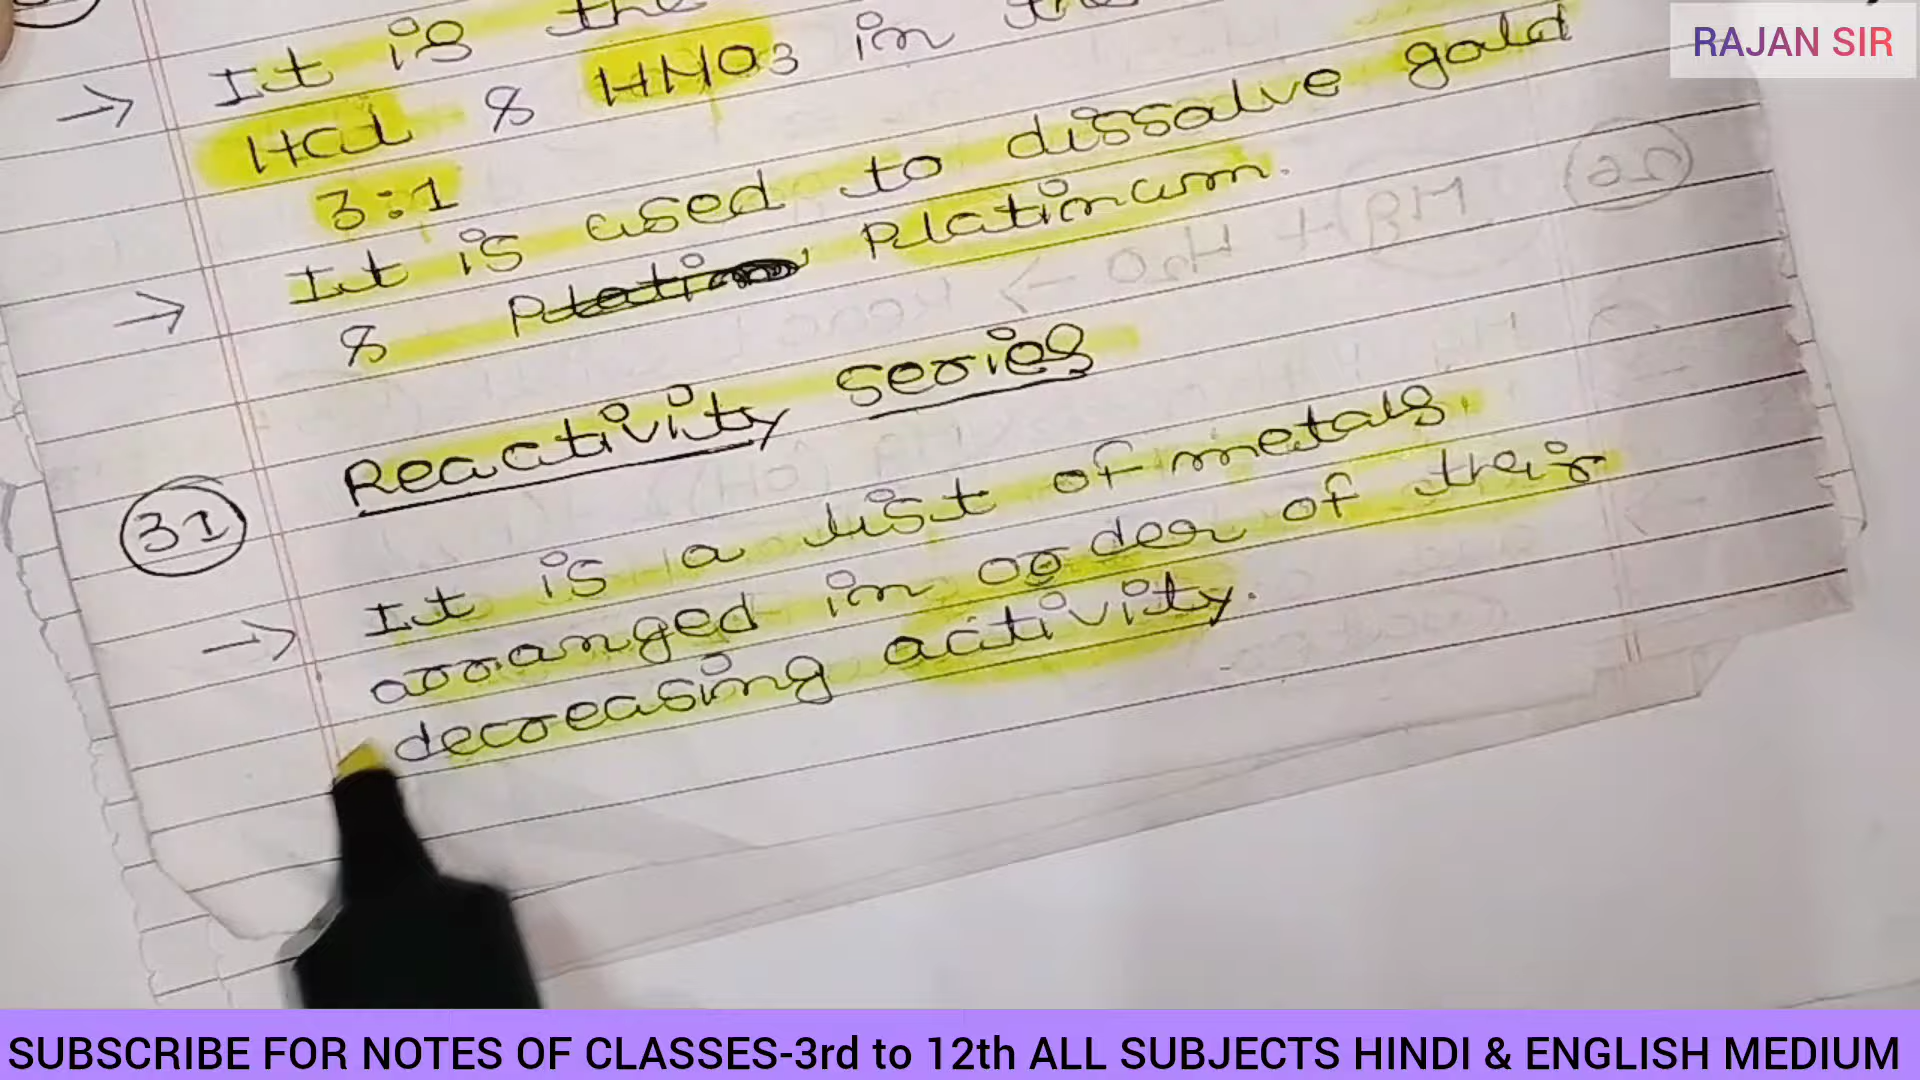 RAJAN SIR
→ It is the
HCl & HNO3 in the
3:1
→ It is used to dissolve gold
& Platinum.
31 Reactivity series
→ It is a list of metals
arranged in order of their
decreasing activity.
20
SUBSCRIBE FOR NOTES OF CLASSES-3rd to 12th ALL SUBJECTS HINDI & ENGLISH MEDIUM